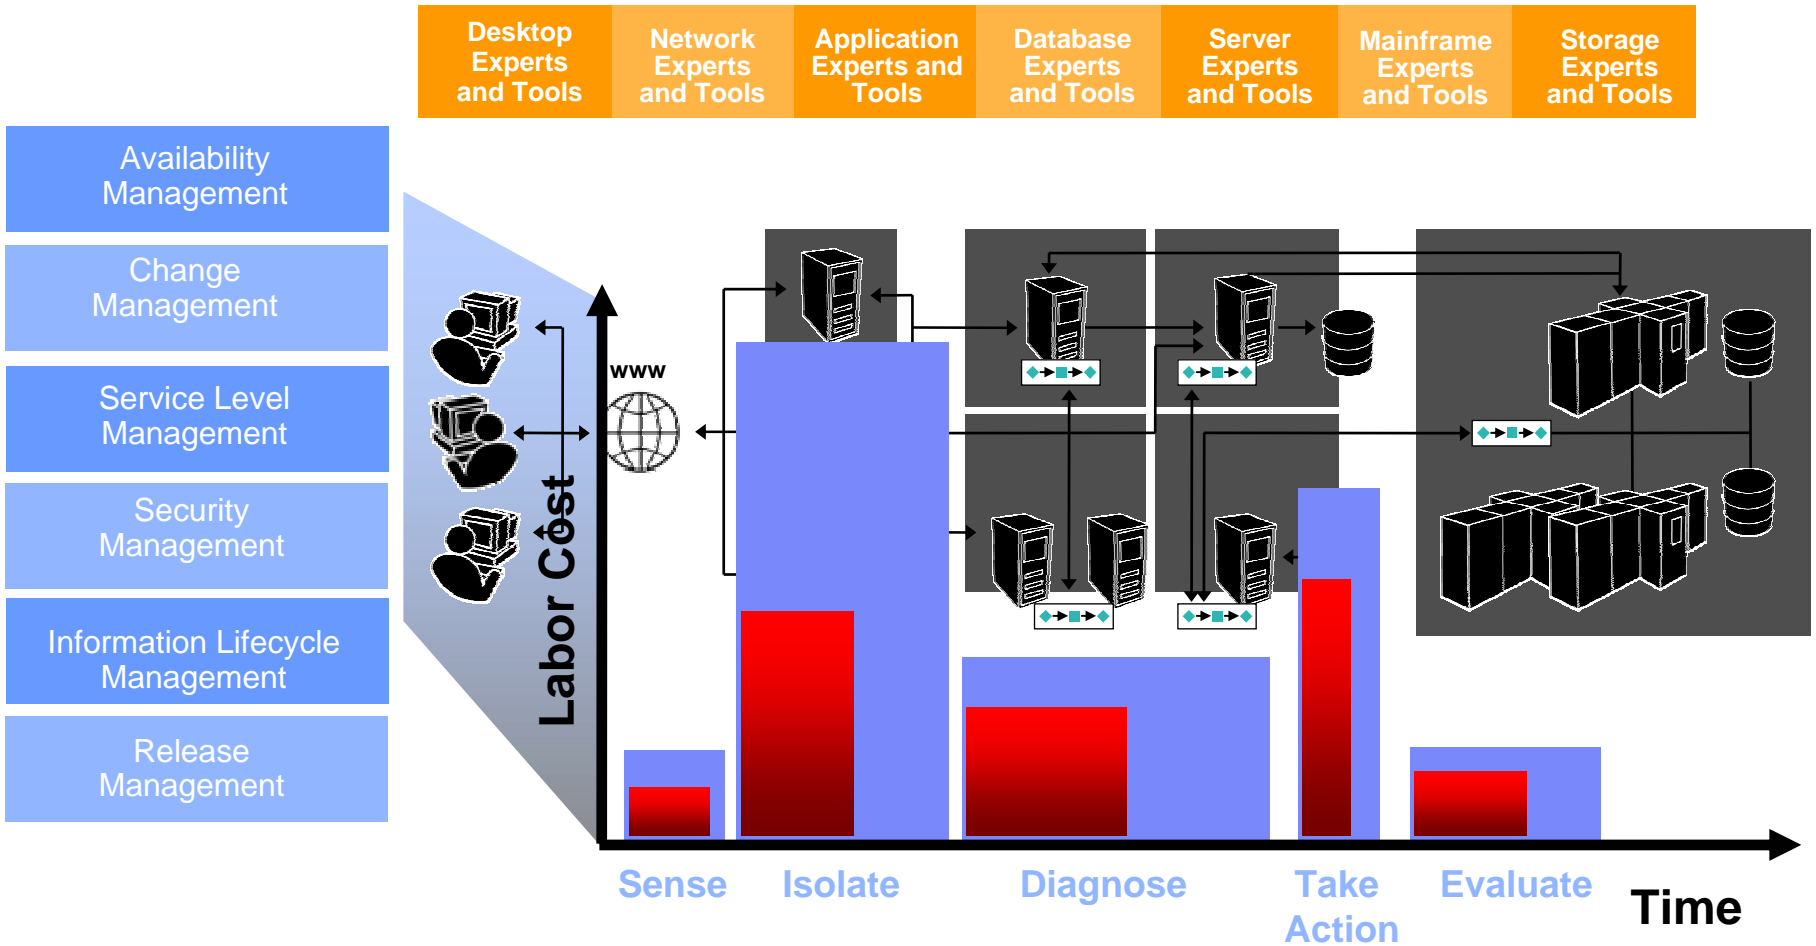 Desktop
Experts
and Tools
Network
Experts
and Tools
Application
Experts and
Tools
Database
Experts
and Tools
Server
Experts
and Tools
Mainframe
Experts
and Tools
Storage
Experts
and Tools
Availability
Management
Change
Management
Service Level
Management
Security
Management
Information Lifecycle
Management
Release
Management
www
Labor Cost
Sense
Isolate
Diagnose
Take
Action
Evaluate
Time